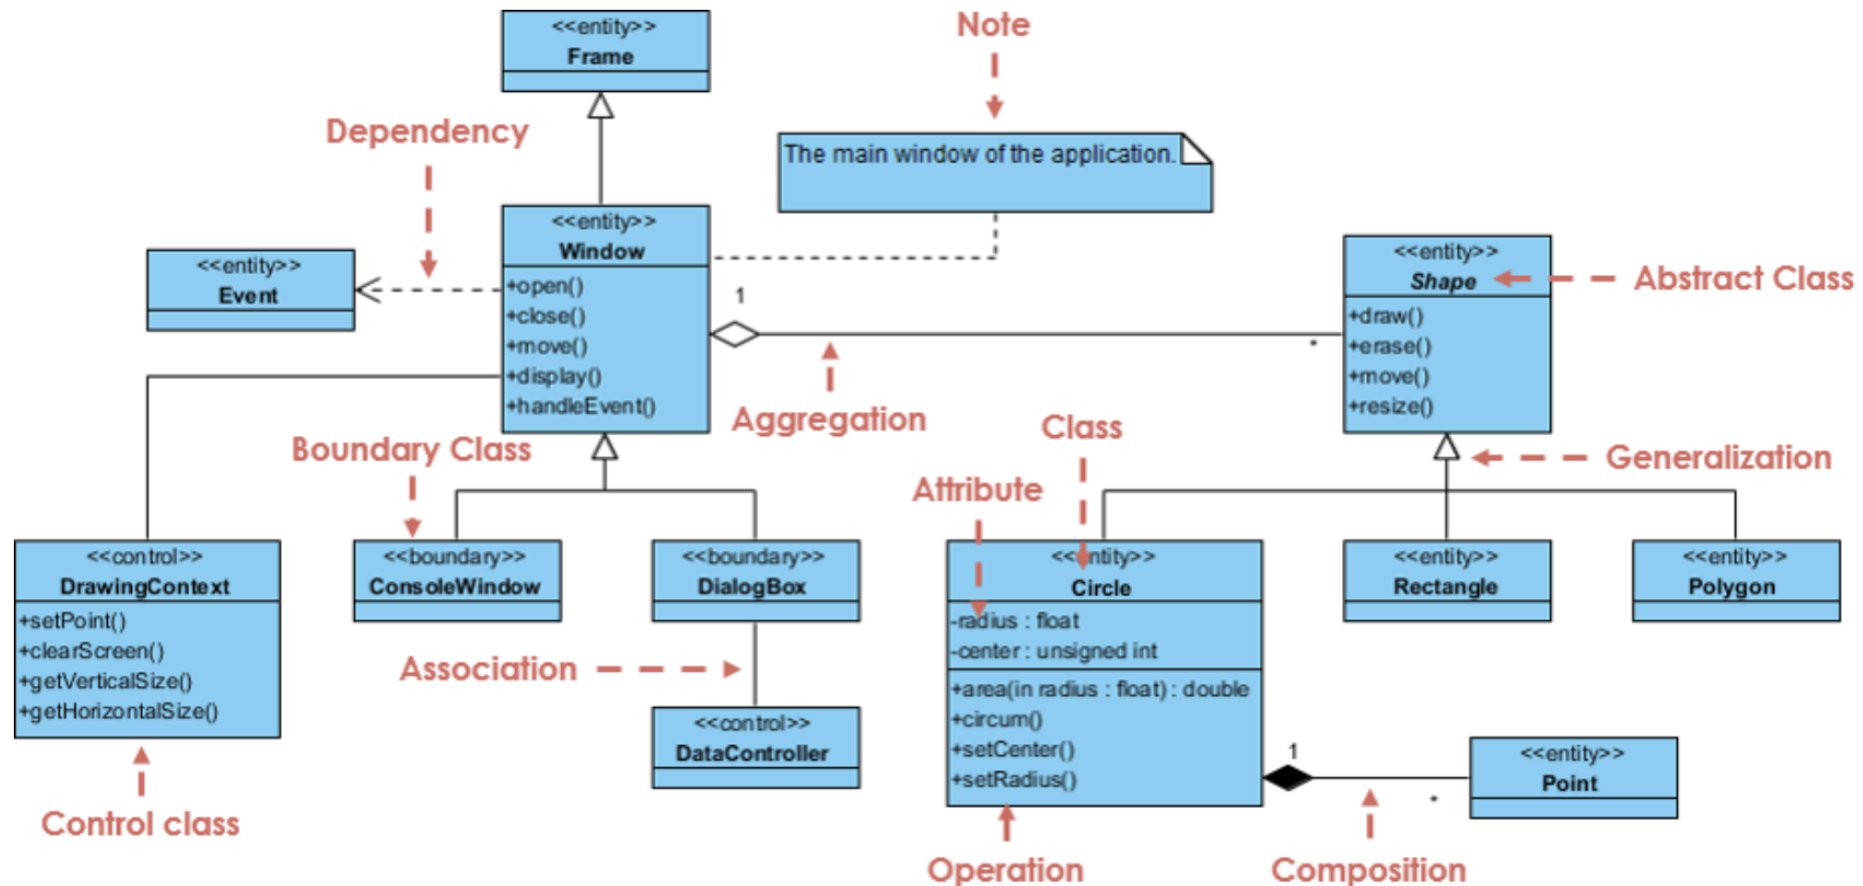 <<entity>>
Frame
Note
Dependency
The main window of the application.
<<entity>>
Window
+open()
+close()
+move()
+display()
+handleEvent()
<<entity>>
Event
1
*
<<entity>>
Shape
+draw()
+erase()
+move()
+resize()
Abstract Class
Aggregation
Boundary Class
Class
Generalization
Attribute
<<control>>
DrawingContext
+setPoint()
+clearScreen()
+getVerticalSize()
+getHorizontalSize()
<<boundary>>
ConsoleWindow
<<boundary>>
DialogBox
<<entity>>
Circle
-radius : float
-center : unsigned int
+area(in radius : float) : double
+circum()
+setCenter()
+setRadius()
<<entity>>
Rectangle
<<entity>>
Polygon
Association
<<control>>
DataController
1
*
<<entity>>
Point
Control class
Operation
Composition